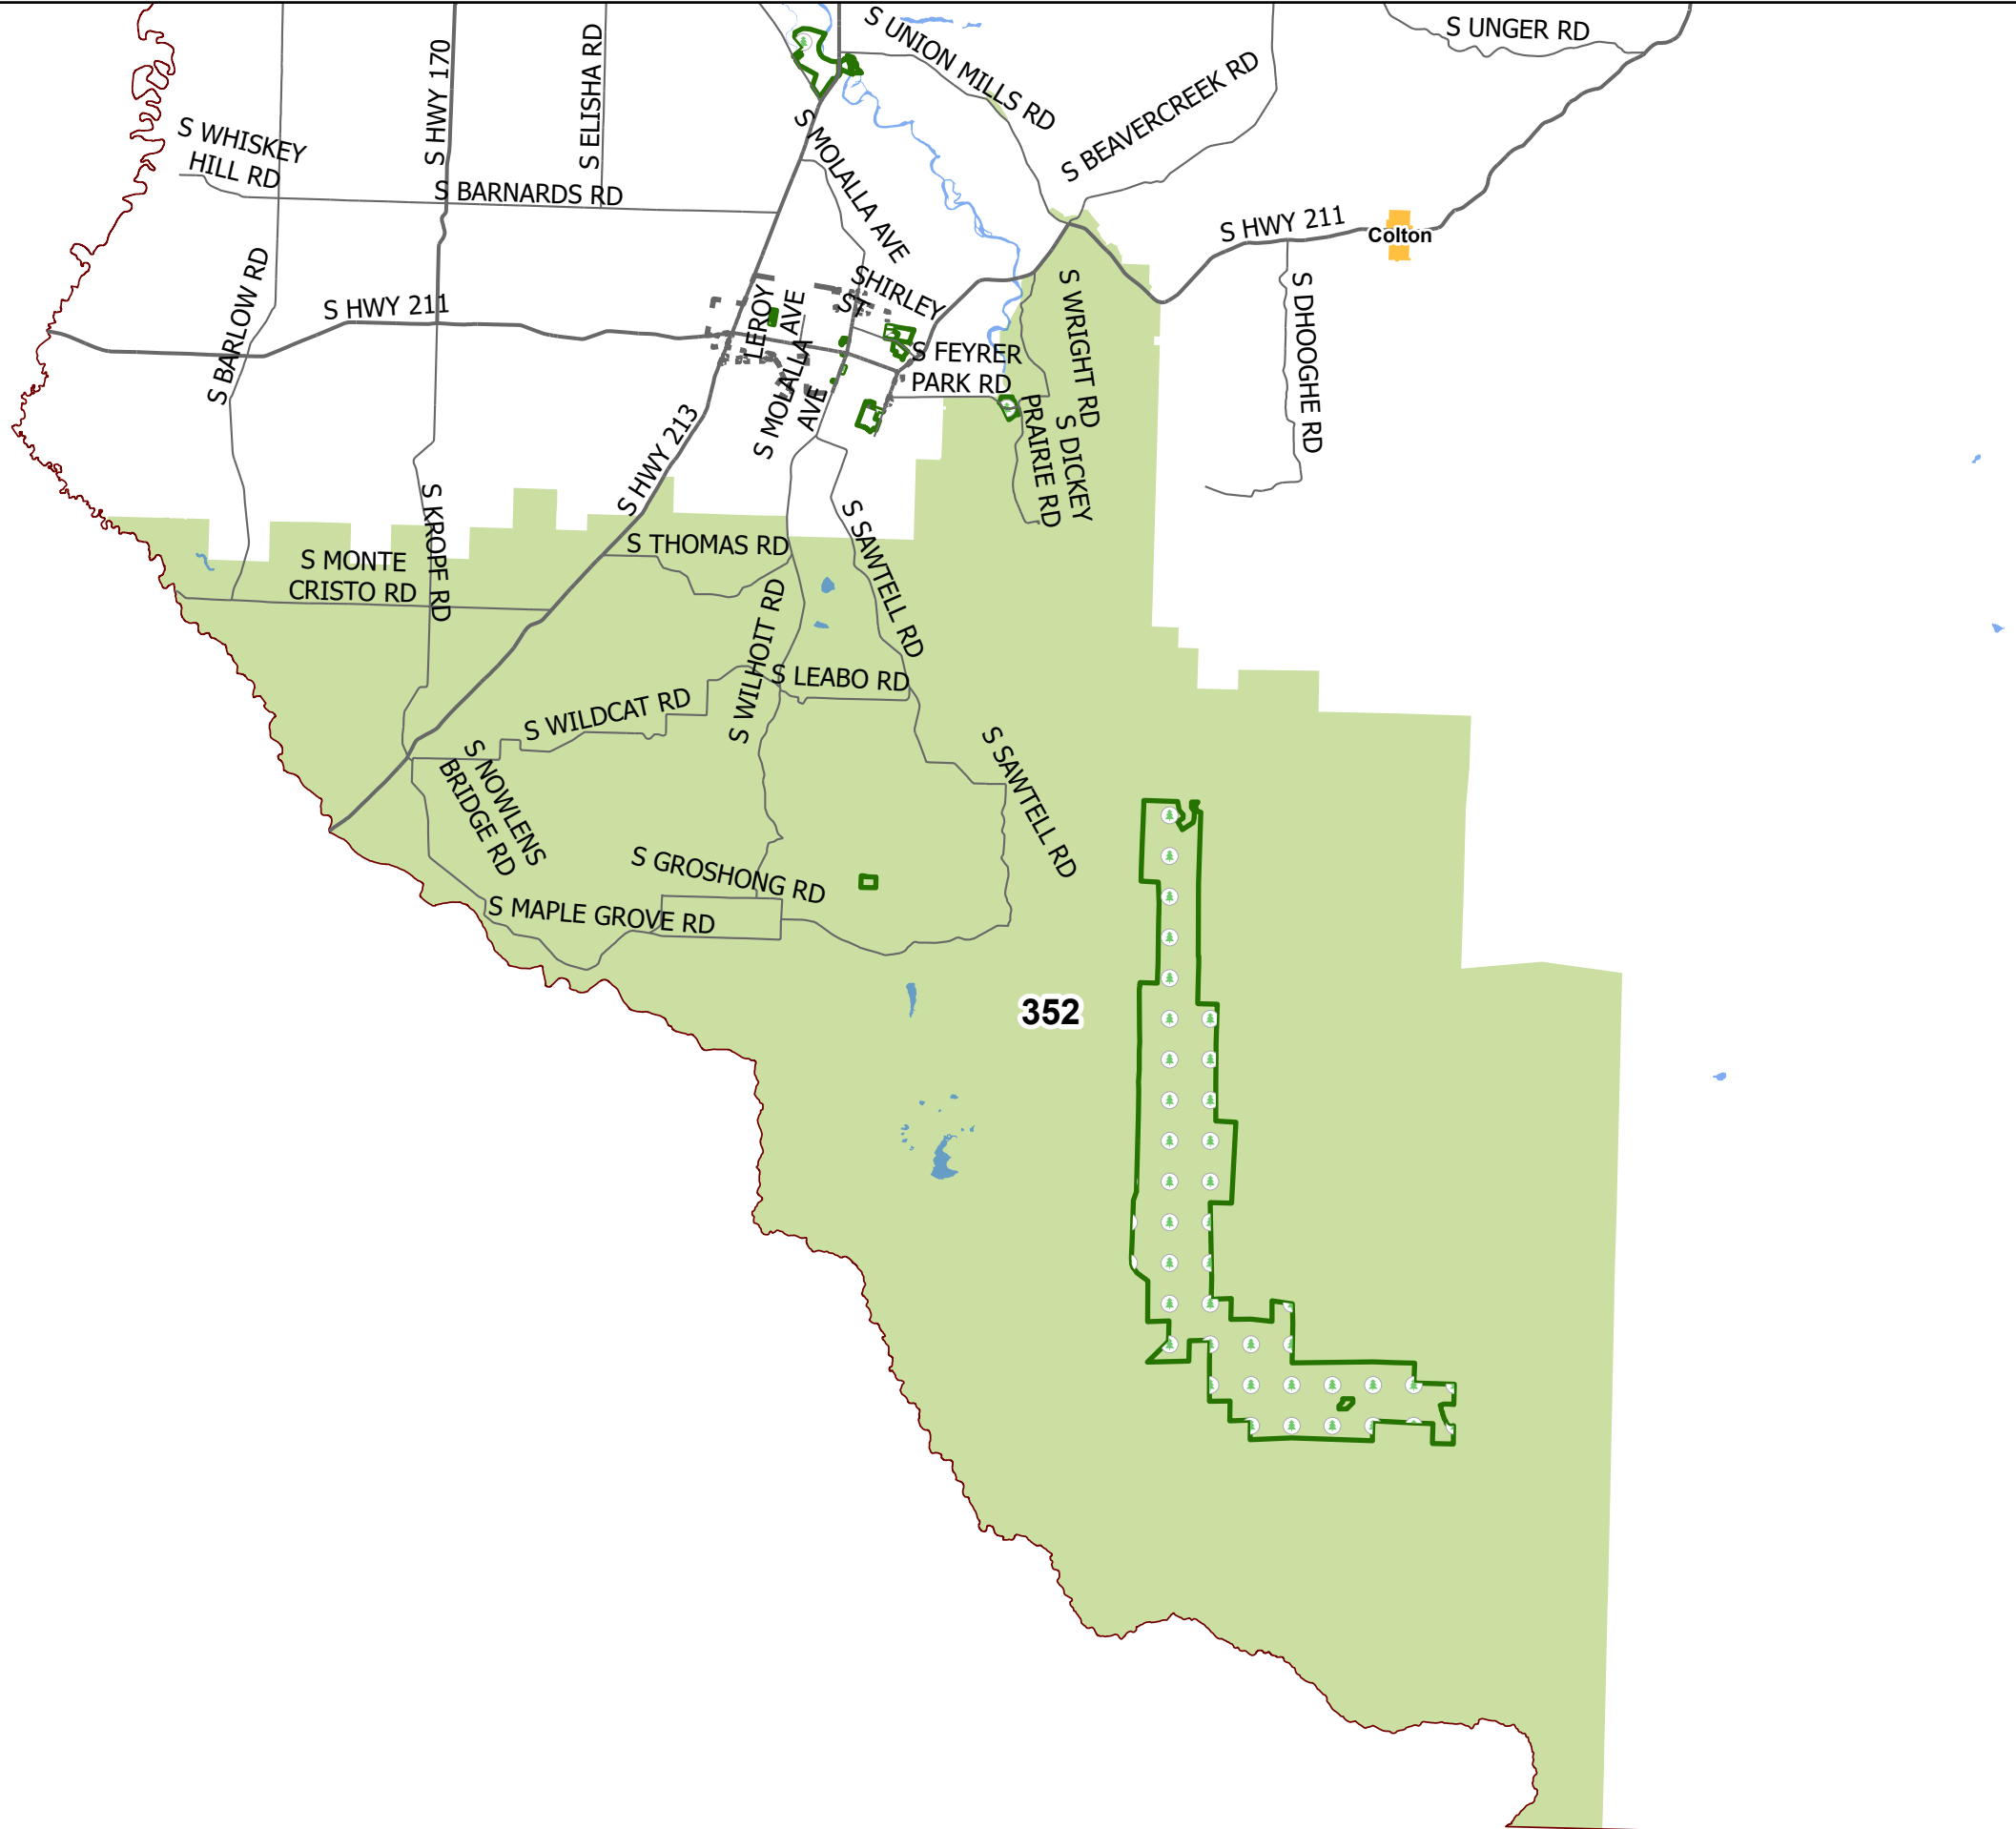 S UNION MILLS RD
S UNGER RD
S HWY 170
S ELISHA RD
S BEAVERCREEK RD
S WHISKEY
HILL RD
S MOLALLA AVE
S BARNARDS RD
S HWY 211
Colton
S BARLOW RD
S HWY 211
LEROY
AVE
SHIRLEY
ST
S WRIGHT RD
S DHOOGHE RD
S FEYRER
PARK RD
S MOLALLA
AVE
S HWY 213
PRAIRIE RD
S DICKEY
S KROPF RD
S THOMAS RD
S SAWTELL RD
S MONTE
CRISTO RD
S WILHOIT RD
S LEABO RD
S WILDCAT RD
S NOWLENS
BRIDGE RD
S SAWTELL RD
S GROSHONG RD
S MAPLE GROVE RD
352